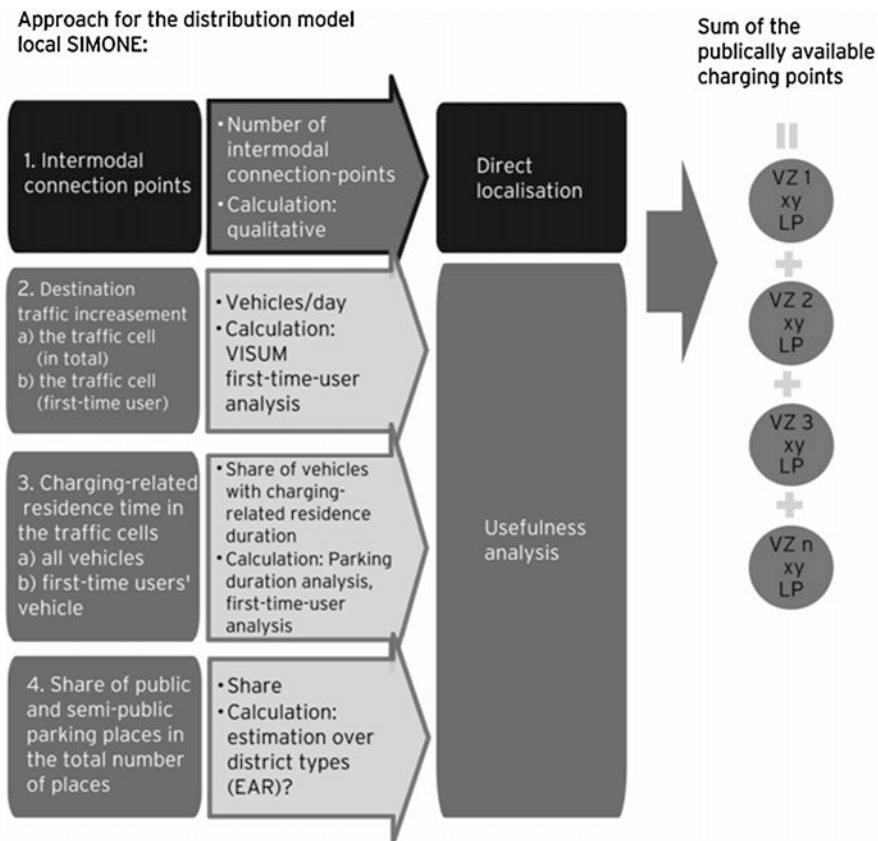 Approach for the distribution model
local SIMONE:
Sum of the
publically available
charging points
1. Intermodal
connection points
• Number of
intermodal
connection-points
• Calculation:
qualitative
Direct
localisation
2. Destination
traffic increasement
a) the traffic cell
(in total)
b) the traffic cell
(first-time user)
• Vehicles/day
• Calculation:
VISUM
first-time-user
analysis
3. Charging-related
residence time in
the traffic cells
a) all vehicles
b) first-time users'
vehicle
• Share of vehicles
with charging-
related residence
duration
• Calculation: Parking
duration analysis,
first-time-user
analysis
4. Share of public
and semi-public
parking places in
the total number
of places
• Share
• Calculation:
estimation over
district types
(EAR)?
Usefulness
analysis
=
VZ 1
xy
LP
+
VZ 2
xy
LP
+
VZ 3
xy
LP
+
VZ n
xy
LP